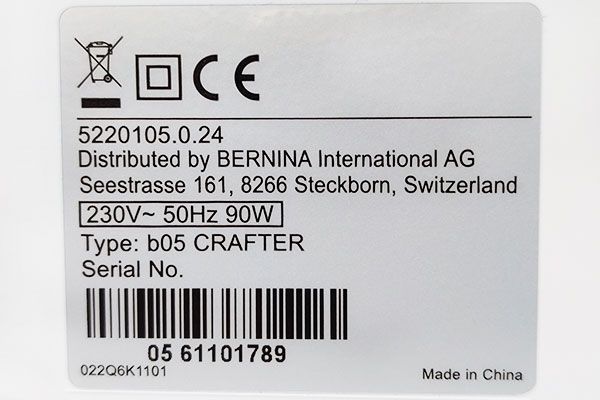 CE
5220105.0.24
Distributed by BERNINA International AG
Seestrasse 161, 8266 Steckborn, Switzerland
230V~ 50Hz 90W
Type: b05 CRAFTER
Serial No.
05 61101789
022Q6K1101
Made in China